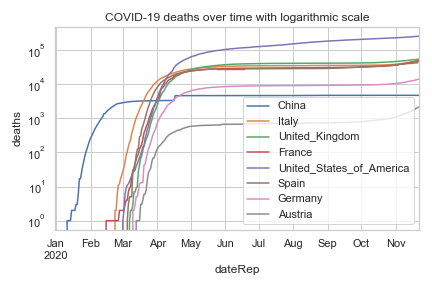 COVID-19 deaths over time with logarithmic scale
deaths
10^5
10^4
10^3
10^2
10^1
10^0
China
Italy
United_Kingdom
France
United_States_of_America
Spain
Germany
Austria
Jan Feb Mar Apr May Jun Jul Aug Sep Oct Nov
2020
dateRep